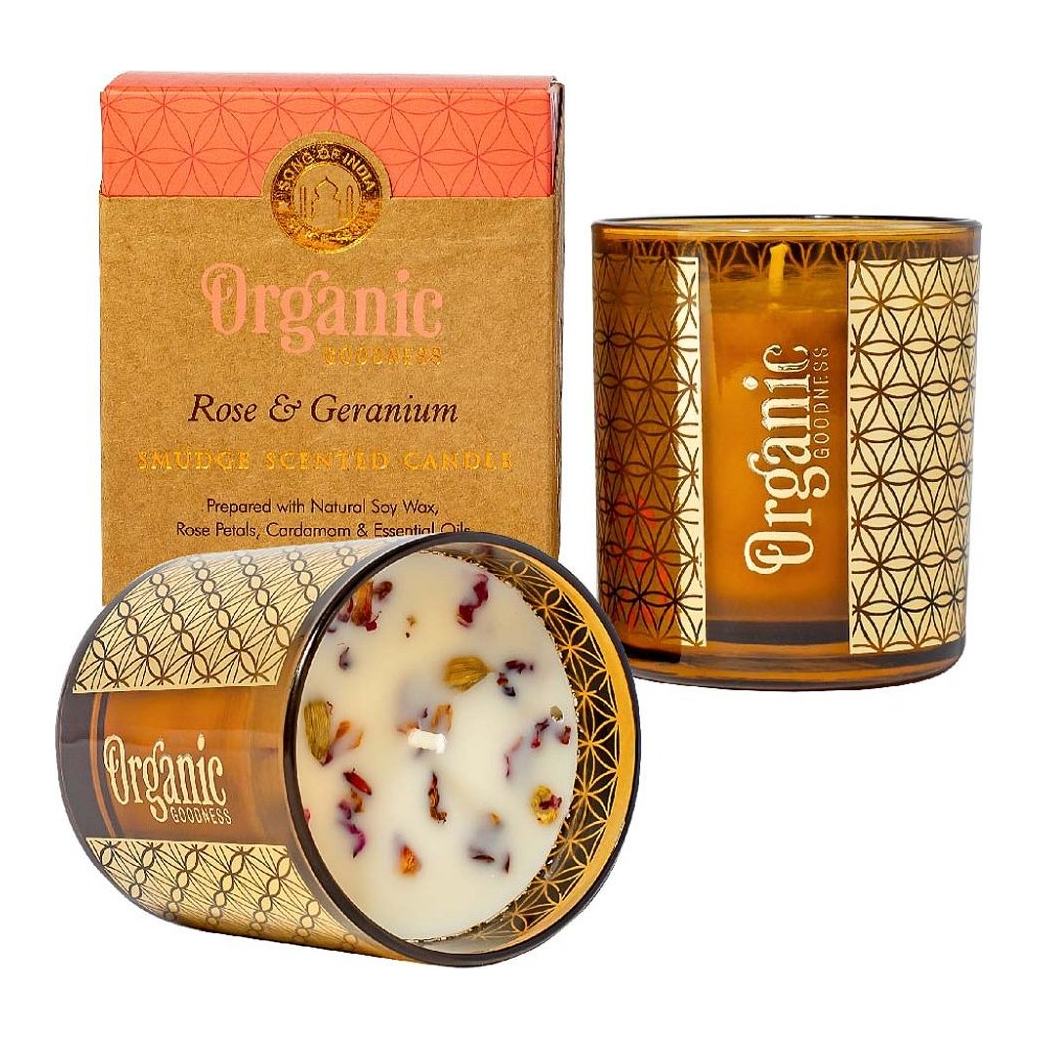 SONG OF INDIA
Organic
GOODNESS
Rose & Geranium
SMUDGE SCENTED CANDLE
Prepared with Natural Soy Wax,
Rose Petals, Cardamom & Essential Oils
Organic
GOODNESS
Organic
GOODNESS